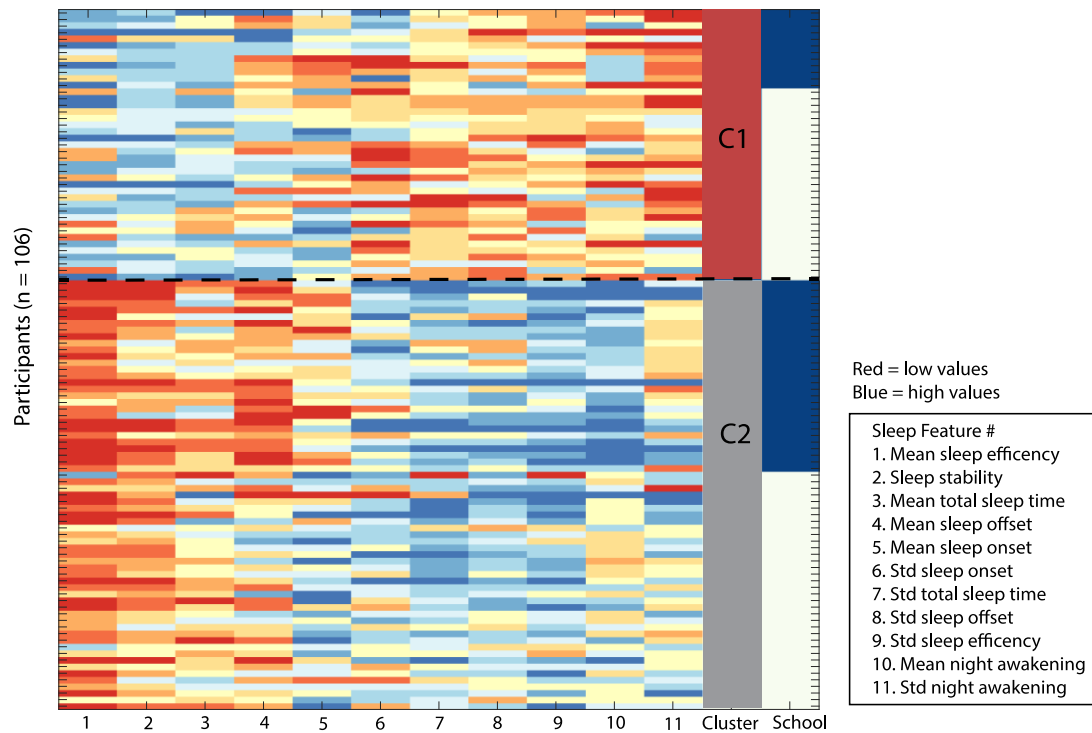 Participants (n = 106)
C1
C2
1 2 3 4 5 6 7 8 9 10 11 Cluster School
Red = low values
Blue = high values
Sleep Feature #
1. Mean sleep efficency
2. Sleep stability
3. Mean total sleep time
4. Mean sleep offset
5. Mean sleep onset
6. Std sleep onset
7. Std total sleep time
8. Std sleep offset
9. Std sleep efficency
10. Mean night awakening
11. Std night awakening